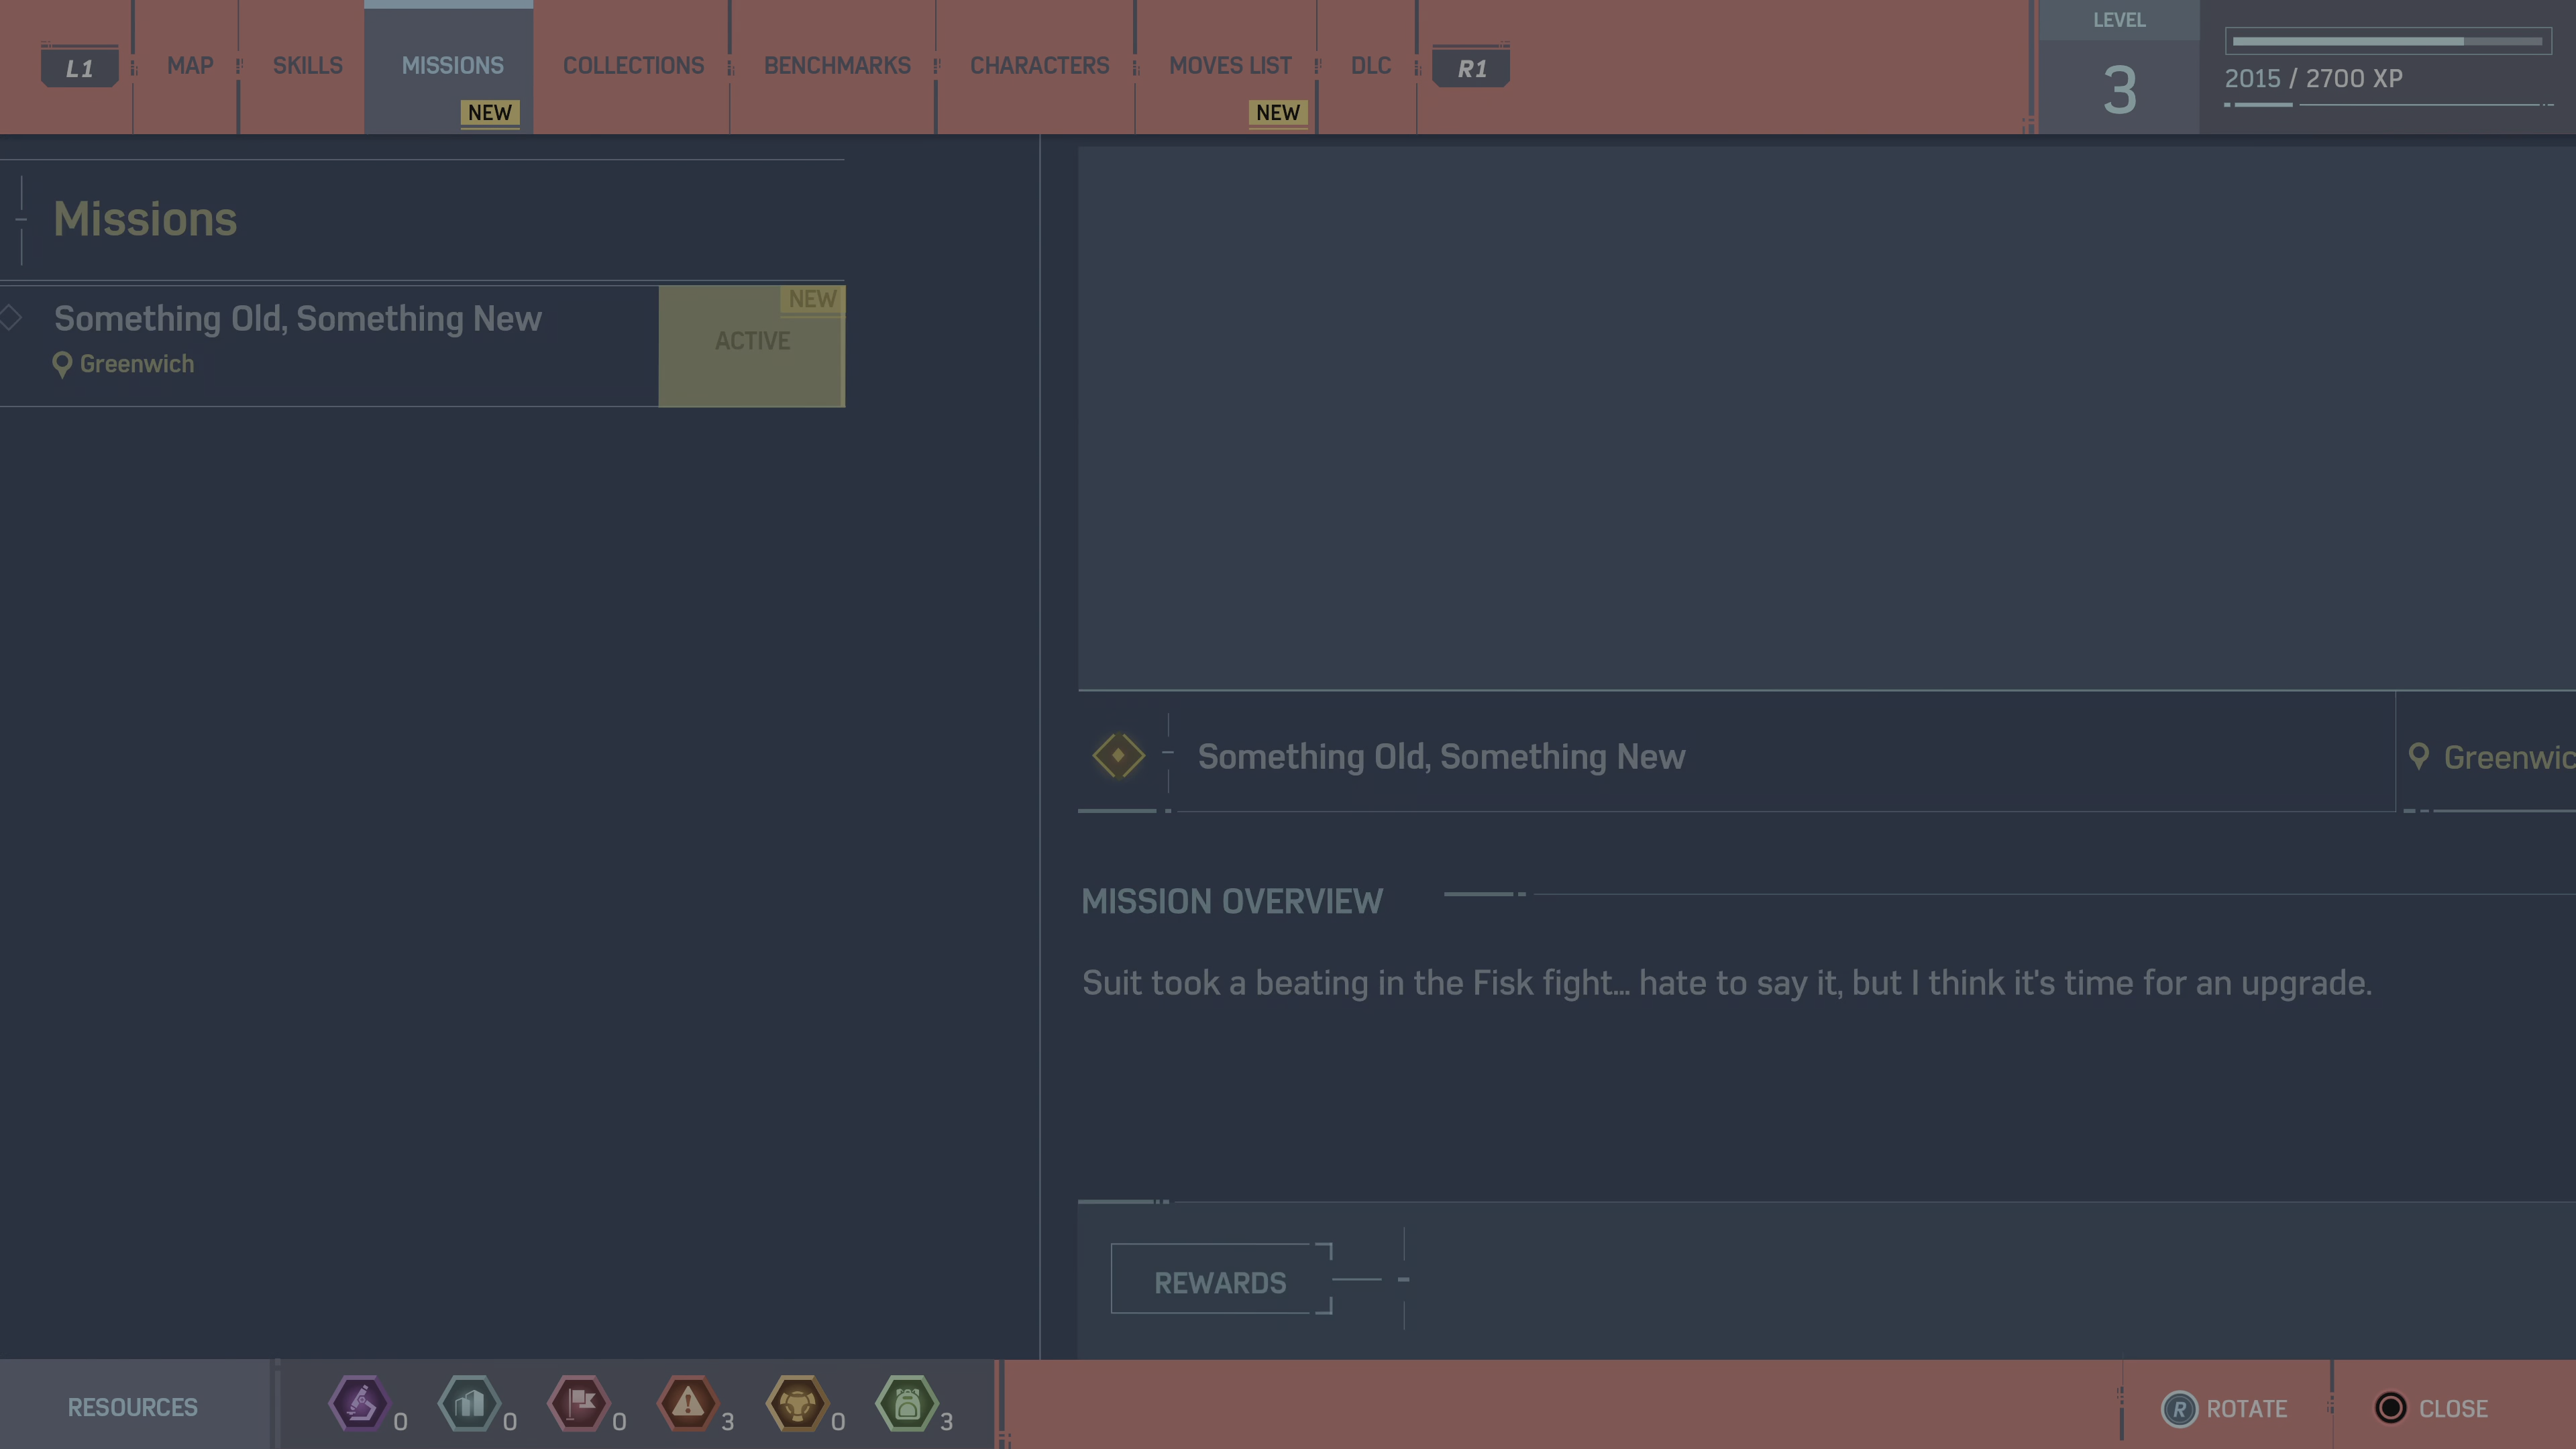 L1 MAP SKILLS MISSIONS COLLECTIONS BENCHMARKS CHARACTERS MOVES LIST DLC R1
NEW NEW
LEVEL
3
2015 / 2700 XP
Missions
Something Old, Something New
Greenwich
NEW
ACTIVE
Something Old, Something New
Greenwic
MISSION OVERVIEW
Suit took a beating in the Fisk fight... hate to say it, but I think it's time for an upgrade.
REWARDS
RESOURCES 0 0 0 3 0 3
R ROTATE CLOSE